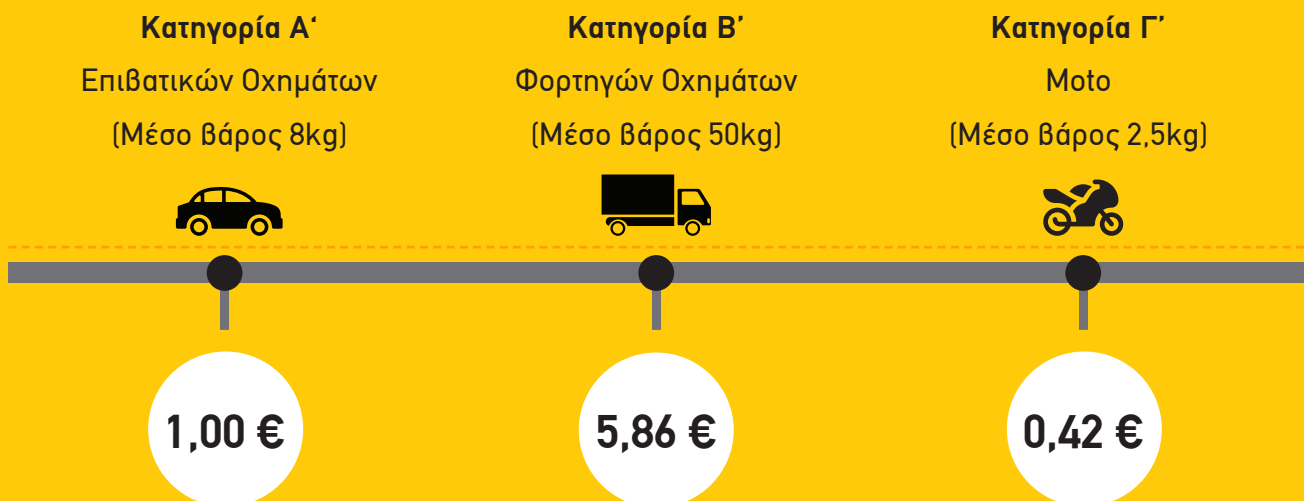 Κατηγορία Α‘
Επιβατικών Οχημάτων
(Μέσο βάρος 8kg)
1,00 €
Κατηγορία Β’
Φορτηγών Οχημάτων
(Μέσο βάρος 50kg)
5,86 €
Κατηγορία Γ’
Moto
(Μέσο βάρος 2,5kg)
0,42 €